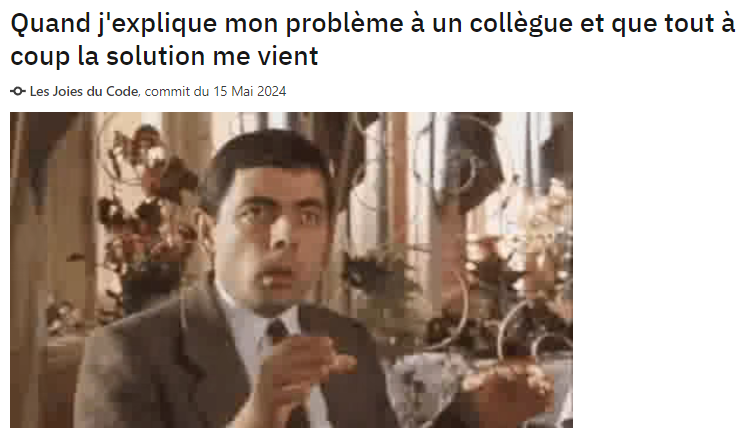 Quand j'explique mon problème à un collègue et que tout à
coup la solution me vient
Les Joies du Code, commit du 15 Mai 2024